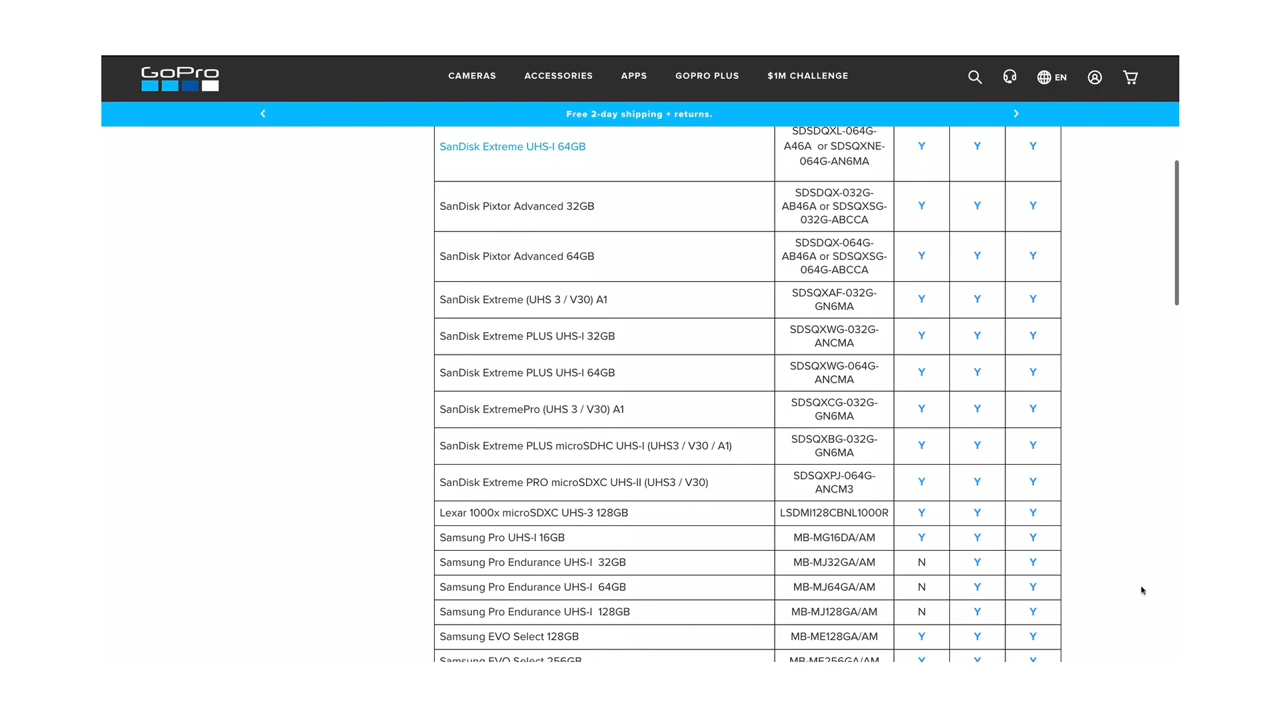 GoPro
CAMERAS ACCESSORIES APPS GOPRO PLUS $1M CHALLENGE EN
Free 2-day shipping + returns.
SanDisk Extreme UHS-I 64GB SDSDQXL-064G-A46A or SDSQXNE-064G-AN6MA Y Y Y
SanDisk Pixtor Advanced 32GB SDSDQX-032G-AB46A or SDSQXSG-032G-ABCCA Y Y Y
SanDisk Pixtor Advanced 64GB SDSDQX-064G-AB46A or SDSQXSG-064G-ABCCA Y Y Y
SanDisk Extreme (UHS 3 / V30) A1 SDSQXAF-032G-GN6MA Y Y Y
SanDisk Extreme PLUS UHS-I 32GB SDSQXWG-032G-ANCMA Y Y Y
SanDisk Extreme PLUS UHS-I 64GB SDSQXWG-064G-ANCMA Y Y Y
SanDisk ExtremePro (UHS 3 / V30) A1 SDSQXCG-032G-GN6MA Y Y Y
SanDisk Extreme PLUS microSDHC UHS-I (UHS3 / V30 / A1) SDSQXBG-032G-GN6MA Y Y Y
SanDisk Extreme PRO microSDXC UHS-II (UHS3 / V30) SDSQXPJ-064G-ANCM3 Y Y Y
Lexar 1000x microSDXC UHS-3 128GB LSDMI128CBNL1000R Y Y Y
Samsung Pro UHS-I 16GB MB-MG16DA/AM Y Y Y
Samsung Pro Endurance UHS-I 32GB MB-MJ32GA/AM N Y Y
Samsung Pro Endurance UHS-I 64GB MB-MJ64GA/AM N Y Y
Samsung Pro Endurance UHS-I 128GB MB-MJ128GA/AM N Y Y
Samsung EVO Select 128GB MB-ME128GA/AM Y Y Y
Samsung EVO Select 256GB MB-ME256GA/AM Y Y Y